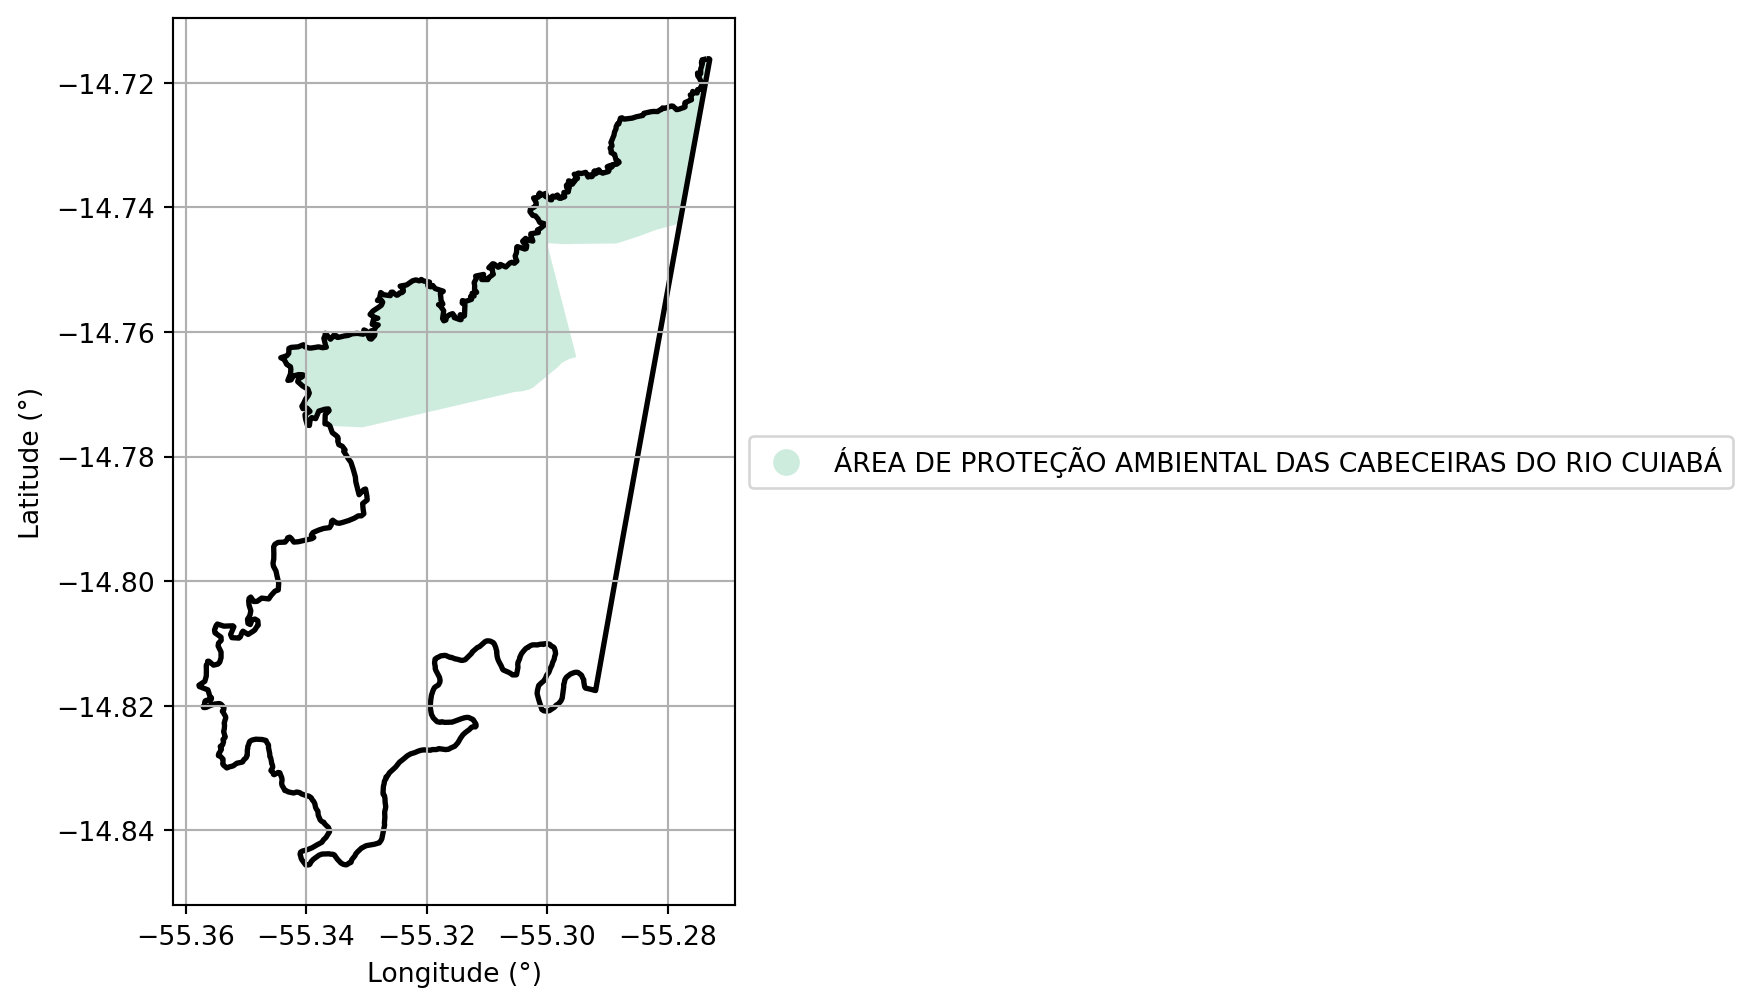 −14.72
−14.74
−14.76
−14.78
−14.80
−14.82
−14.84
Latitude (°)
−55.36 −55.34 −55.32 −55.30 −55.28
Longitude (°)
ÁREA DE PROTEÇÃO AMBIENTAL DAS CABECEIRAS DO RIO CUIABÁ